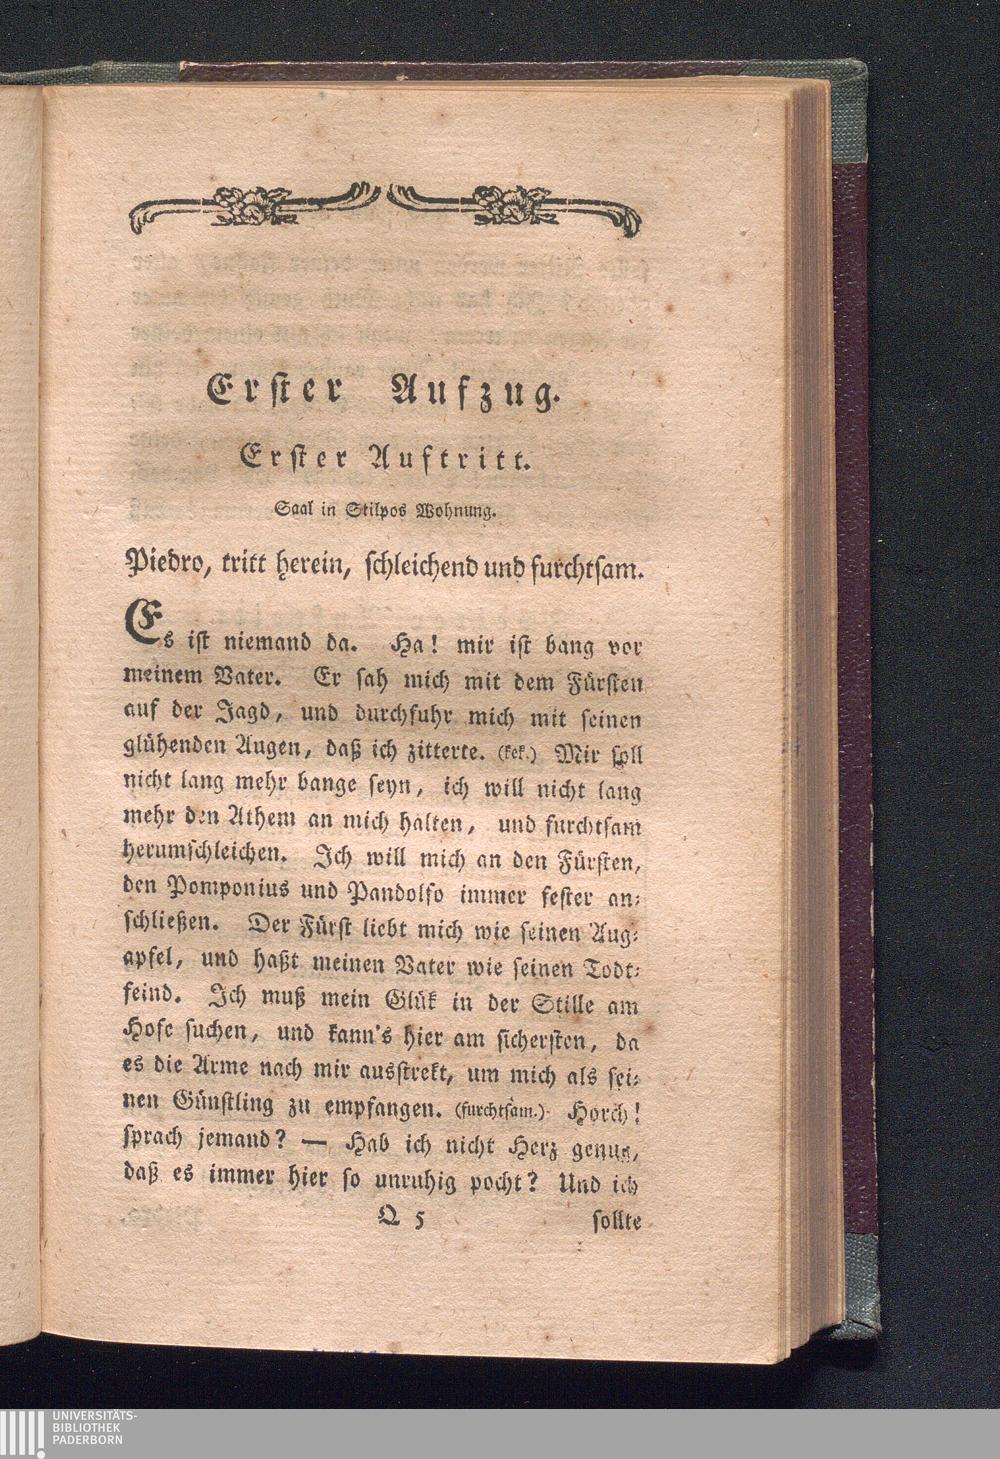 Erster Aufzug.
Erster Auftritt.
Saal in Stilpos Wohnung.
Piedro, tritt herein, schleichend und furchtsam.
Es ist niemand da. Ha! mir ist bang vor
meinem Vater. Er sah mich mit dem Fürsten
auf der Jagd, und durchfuhr mich mit seinen
glühenden Augen, daß ich zitterte. (kek.) Mir soll
nicht lang mehr bange seyn, ich will nicht lang
mehr den Athem an mich halten, und furchtsam
herumschleichen. Ich will mich an den Fürsten,
den Pomponius und Pandolfo immer fester an-
schließen. Der Fürst liebt mich wie seinen Aug-
apfel, und haßt meinen Vater wie seinen Todt-
feind. Ich muß mein Glük in der Stille am
Hofe suchen, und kann's hier am sichersten, da
es die Arme nach mir ausstrekt, um mich als sei-
nen Günstling zu empfangen. (furchtsam.) Horch!
sprach jemand? — Hab ich nicht Herz genug,
daß es immer hier so unruhig pocht? Und ich
Q 5 sollte
UNIVERSITÄTS-
BIBLIOTHEK
PADERBORN